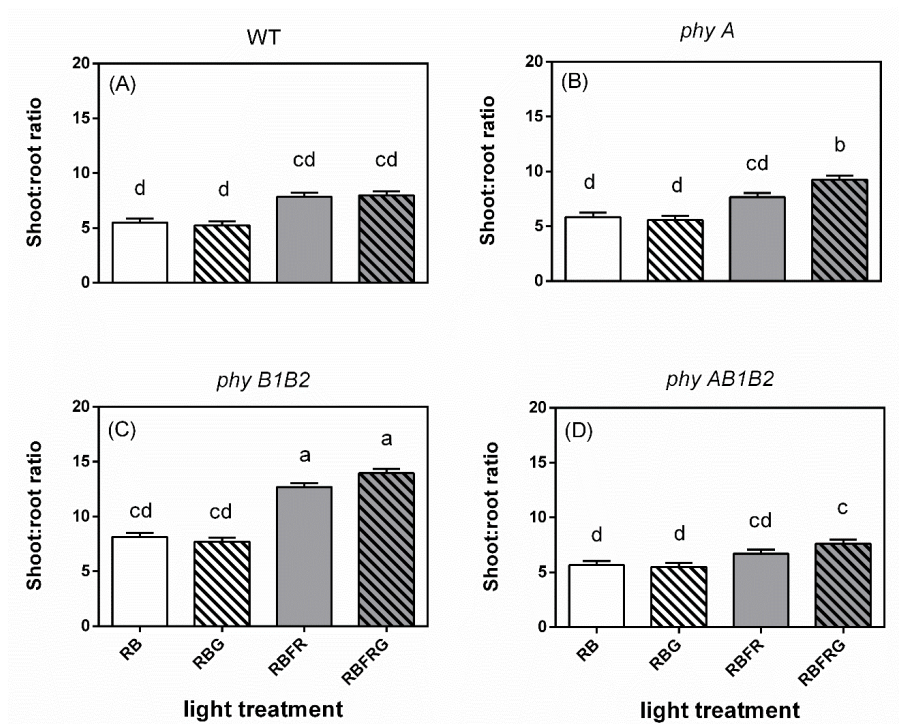 WT
(A)
Shoot:root ratio
20
15
10
5
0
d
d
cd
cd
phy A
(B)
Shoot:root ratio
20
15
10
5
0
d
d
cd
b
phy B1B2
(C)
Shoot:root ratio
20
15
10
5
0
cd
cd
a
a
RB
RBG
RBFR
RBFRG
light treatment
phy AB1B2
(D)
Shoot:root ratio
20
15
10
5
0
d
d
cd
c
RB
RBG
RBFR
RBFRG
light treatment